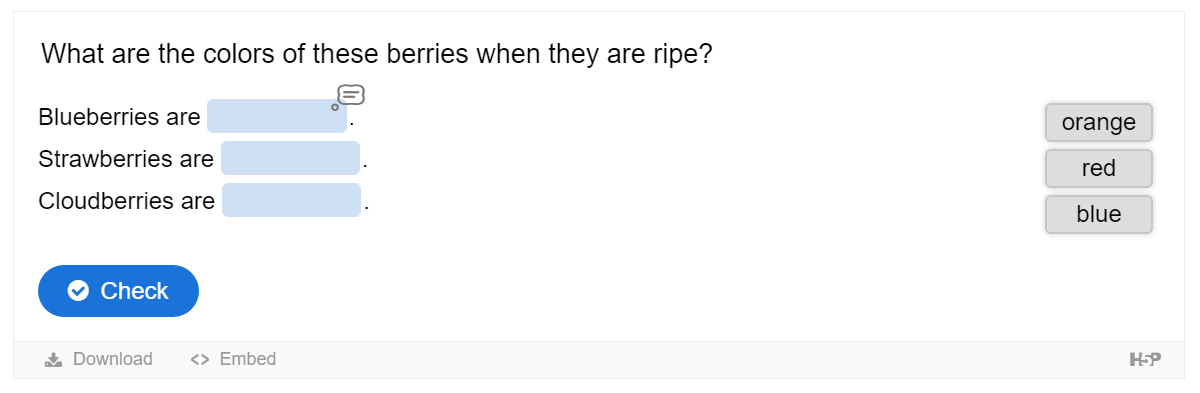 What are the colors of these berries when they are ripe?
Blueberries are .
Strawberries are .
Cloudberries are .
orange
red
blue
Check
Download <> Embed
H5P